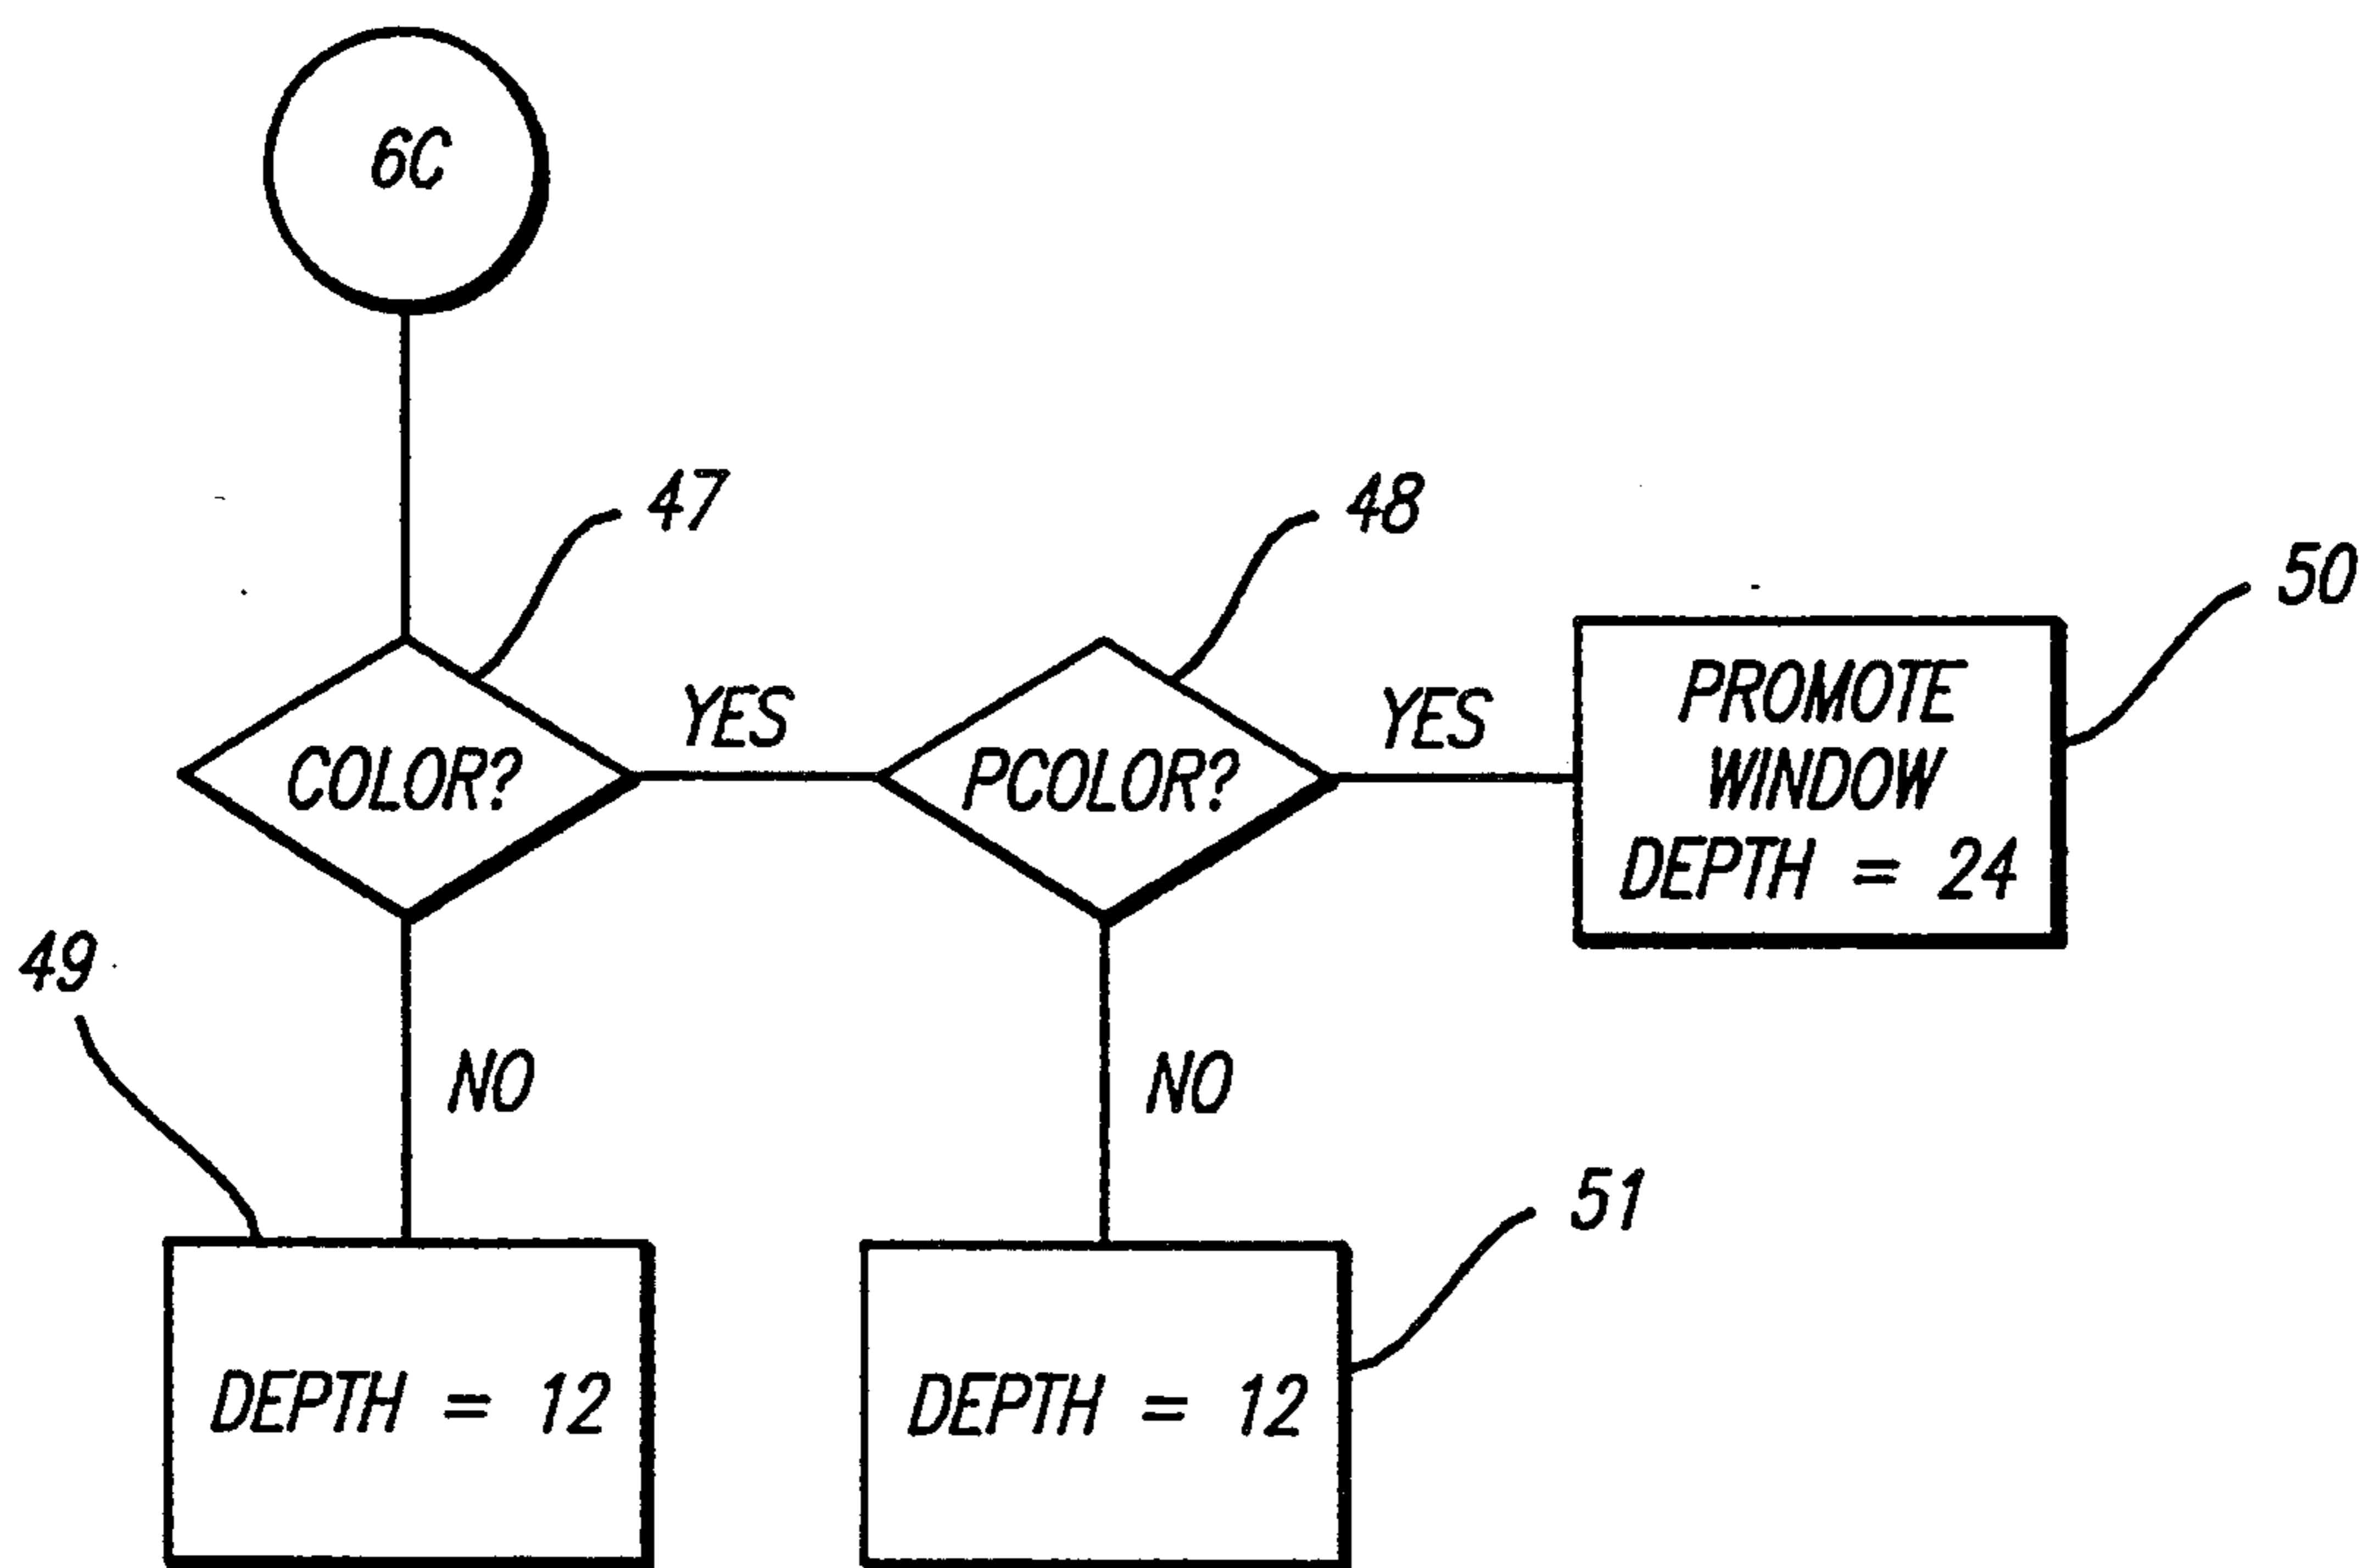 6C
47
48
50
COLOR?
YES
PCOLOR?
YES
PROMOTE
WINDOW
DEPTH = 24
49
NO
NO
51
DEPTH = 12
DEPTH = 12